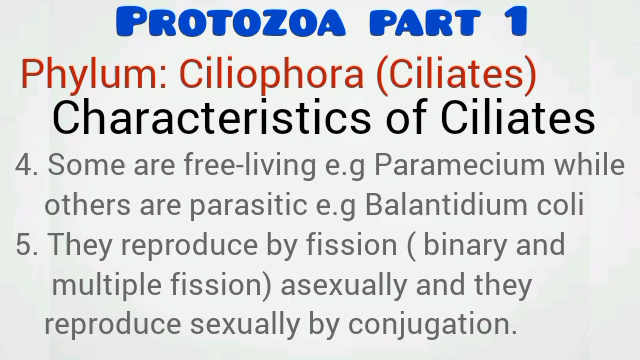 PROTOZOA PART 1
Phylum: Ciliophora (Ciliates)
Characteristics of Ciliates
4. Some are free-living e.g Paramecium while
others are parasitic e.g Balantidium coli
5. They reproduce by fission ( binary and
multiple fission) asexually and they
reproduce sexually by conjugation.